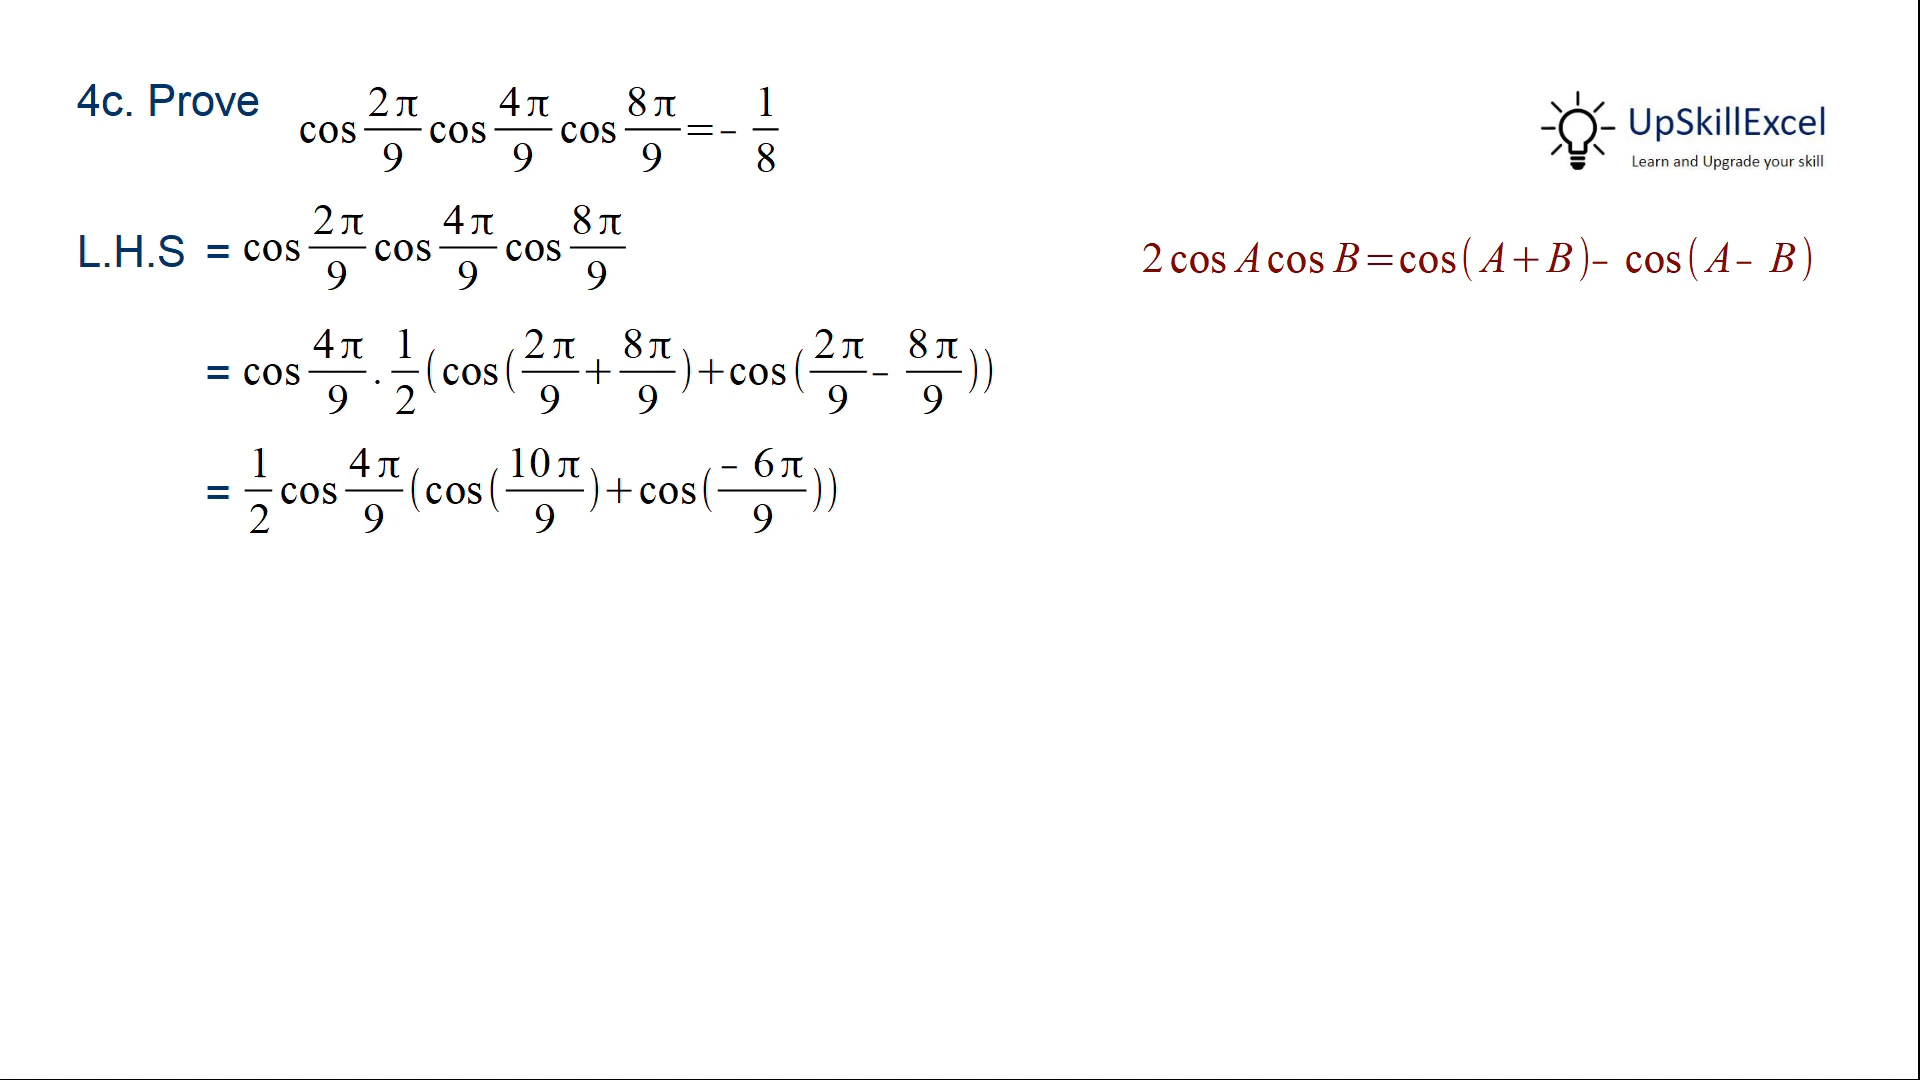 4c. Prove cos 2π/9 cos 4π/9 cos 8π/9 = – 1/8
UpSkillExcel
Learn and Upgrade your skill
L.H.S = cos 2π/9 cos 4π/9 cos 8π/9
2 cos A cos B = cos(A+B) – cos(A – B)
= cos 4π/9 . 1/2 (cos(2π/9 + 8π/9) + cos(2π/9 – 8π/9))
= 1/2 cos 4π/9 (cos(10π/9) + cos(– 6π/9))